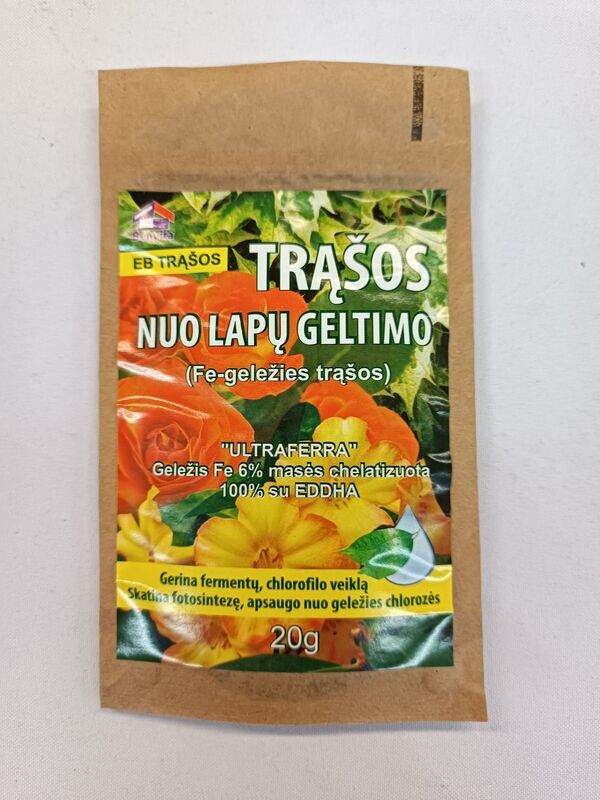 EB TRĄŠOS
TRĄŠOS
NUO LAPŲ GELTIMO
(Fe-geležies trąšos)
"ULTRAFERRA"
Geležis Fe 6% masės chelatizuota
100% su EDDHA
Gerina fermentų, chlorofilo veiklą
Skatina fotosintezę, apsaugo nuo geležies chlorozės
20g